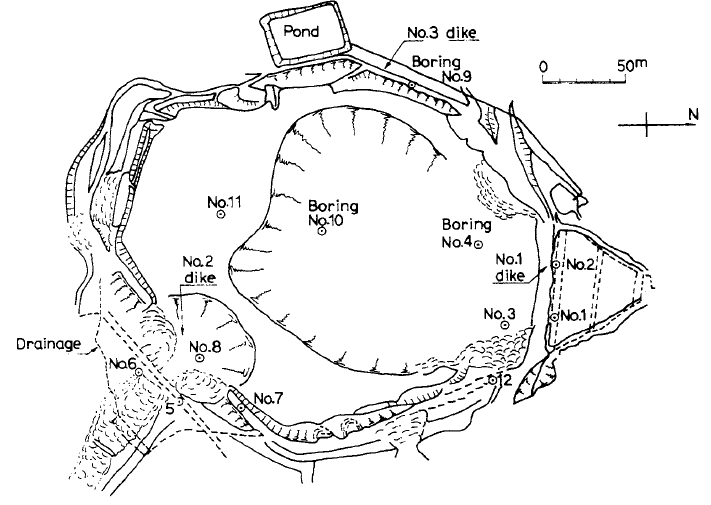 Pond
No.3 dike
Boring
No.9
0 50m
N
No.11
Boring
No.10
Boring
No.4
No.1
dike
No.2
No.2
dike
No.3
No.1
Drainage
No.6
No.8
5
No.7
12